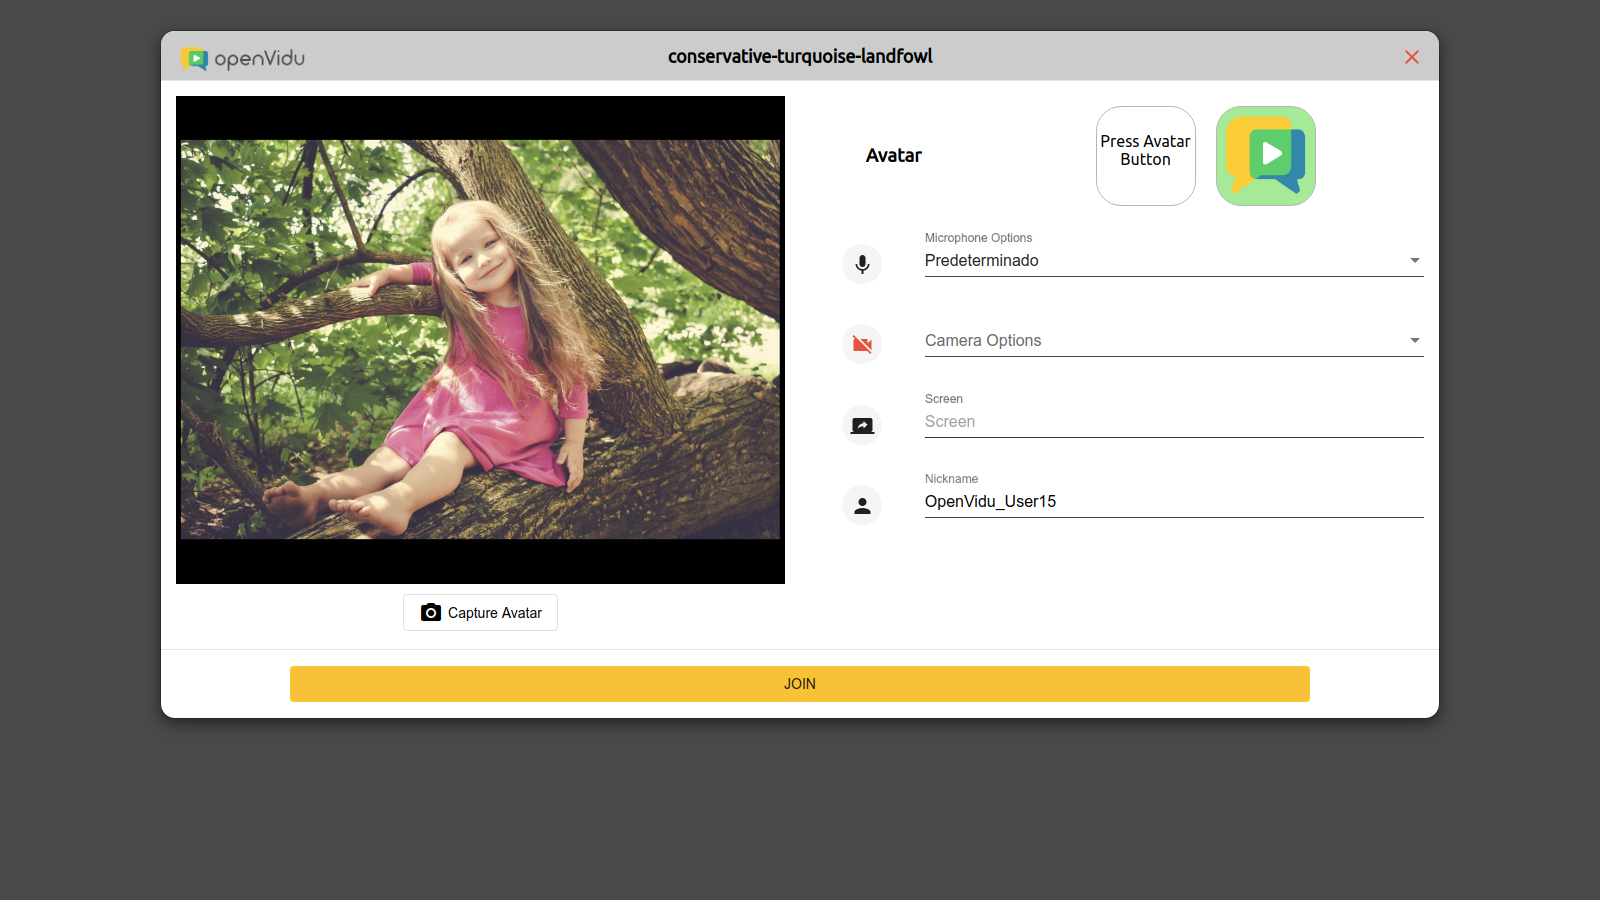 openVidu
conservative-turquoise-landfowl
Avatar
Press Avatar
Button
Microphone Options
Predeterminado
Camera Options
Screen
Screen
Nickname
OpenVidu_User15
Capture Avatar
JOIN